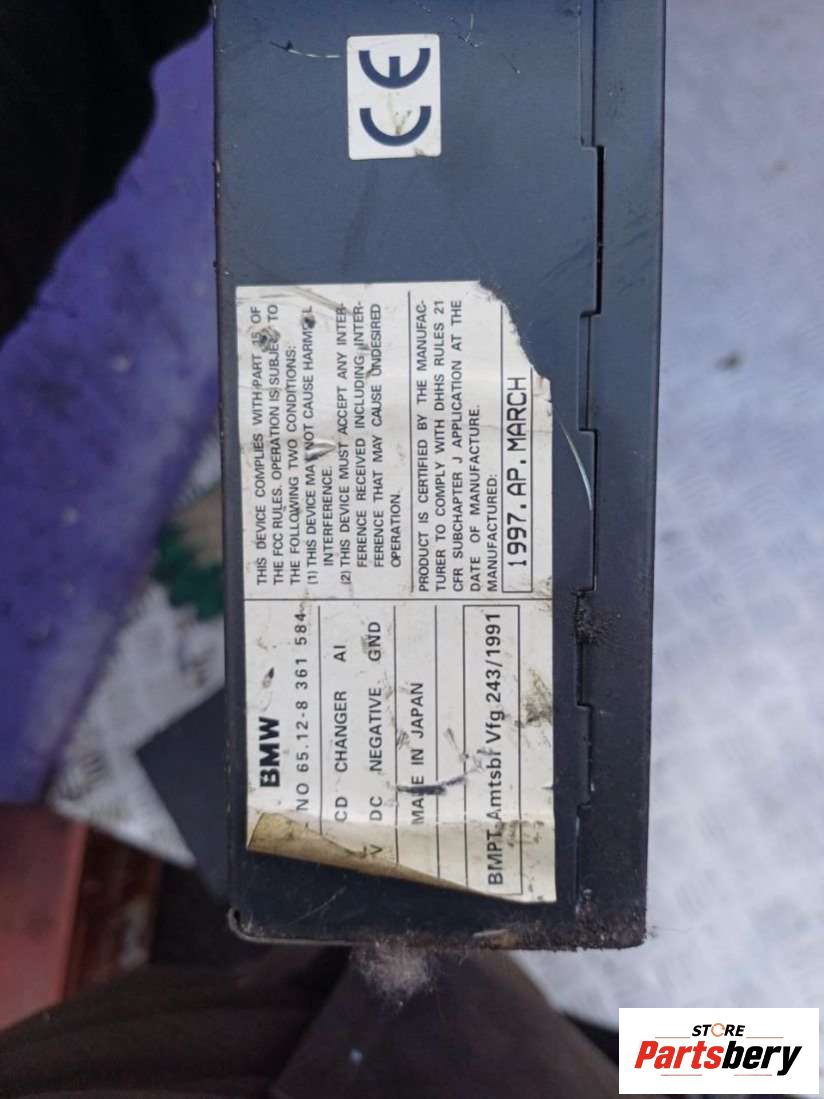 CE
THIS DEVICE COMPLIES WITH PART 15 OF
THE FCC RULES. OPERATION IS SUBJECT TO
THE FOLLOWING TWO CONDITIONS:
(1) THIS DEVICE MAY NOT CAUSE HARMFUL
INTERFERENCE.
(2) THIS DEVICE MUST ACCEPT ANY INTER-
FERENCE RECEIVED INCLUDING INTER-
FERENCE THAT MAY CAUSE UNDESIRED
OPERATION.
PRODUCT IS CERTIFIED BY THE MANUFAC-
TURER TO COMPLY WITH DHHS RULES 21
CFR SUBCHAPTER J APPLICATION AT THE
DATE OF MANUFACTURE.
MANUFACTURED:
1997.AP.MARCH
BMW
NO 65.12-8 361 584
CD CHANGER AI
V DC NEGATIVE GND
MADE IN JAPAN
BMPT Amtsbl Vfg 243/1991
STORE
Partsbery